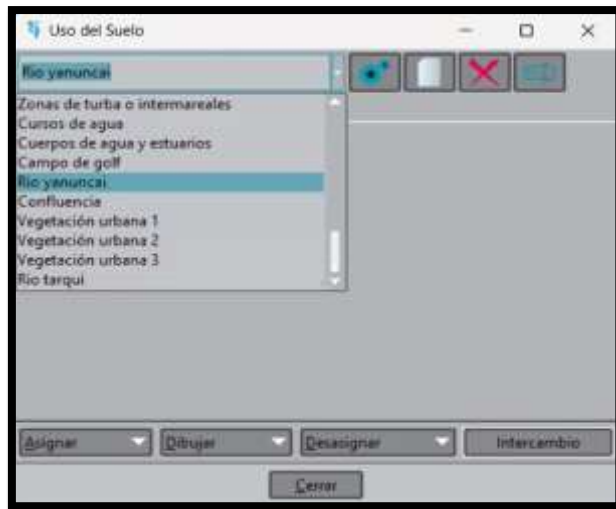 Uso del Suelo
Rio yanuncai
Zonas de turba o intermareales
Cursos de agua
Cuerpos de agua y estuarios
Campo de golf
Rio yanuncai
Confluencia
Vegetación urbana 1
Vegetación urbana 2
Vegetación urbana 3
Rio tarqui
Asignar Dibujar Desasignar Intercambio
Cerrar